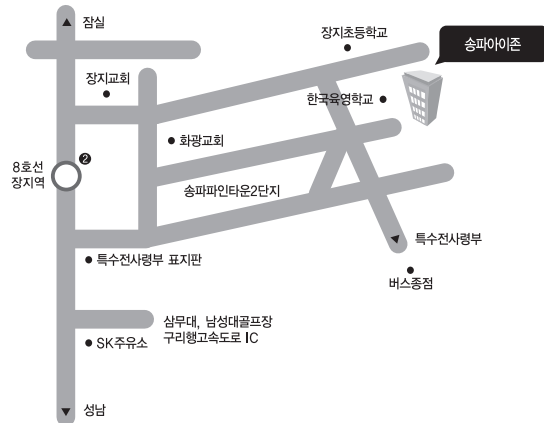 잠실
장지초등학교
송파아이존
장지교회
한국육영학교
화광교회
2
8호선
장지역
송파파인타운2단지
특수전사령부
특수전사령부 표지판
버스종점
삼무대, 남성대골프장
구리행고속도로 IC
SK주유소
성남